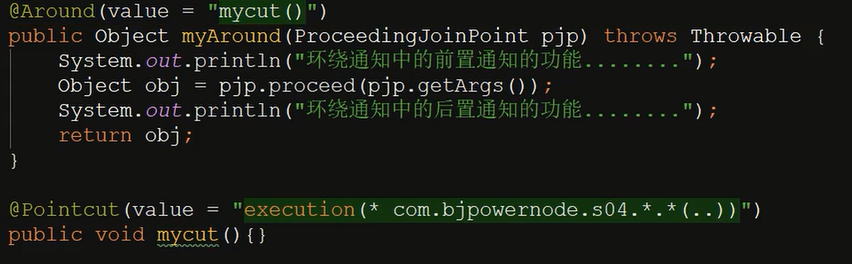 @Around(value = "mycut()")
public Object myAround(ProceedingJoinPoint pjp) throws Throwable {
    System.out.println("环绕通知中的前置通知的功能........");
    Object obj = pjp.proceed(pjp.getArgs());
    System.out.println("环绕通知中的后置通知的功能........");
    return obj;
}
@Pointcut(value = "execution(* com.bjpowernode.s04.*.*(..))")
public void mycut(){}